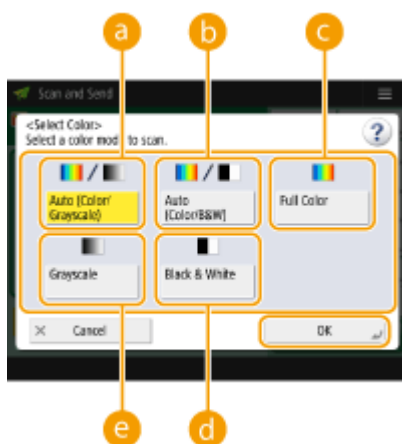 a b c
Scan and Send
<Select Color>
Select a color mode to scan.
?
Auto (Color/
Grayscale)
Auto
(Color/B&W)
Full Color
Grayscale
Black & White
× Cancel
OK
e d